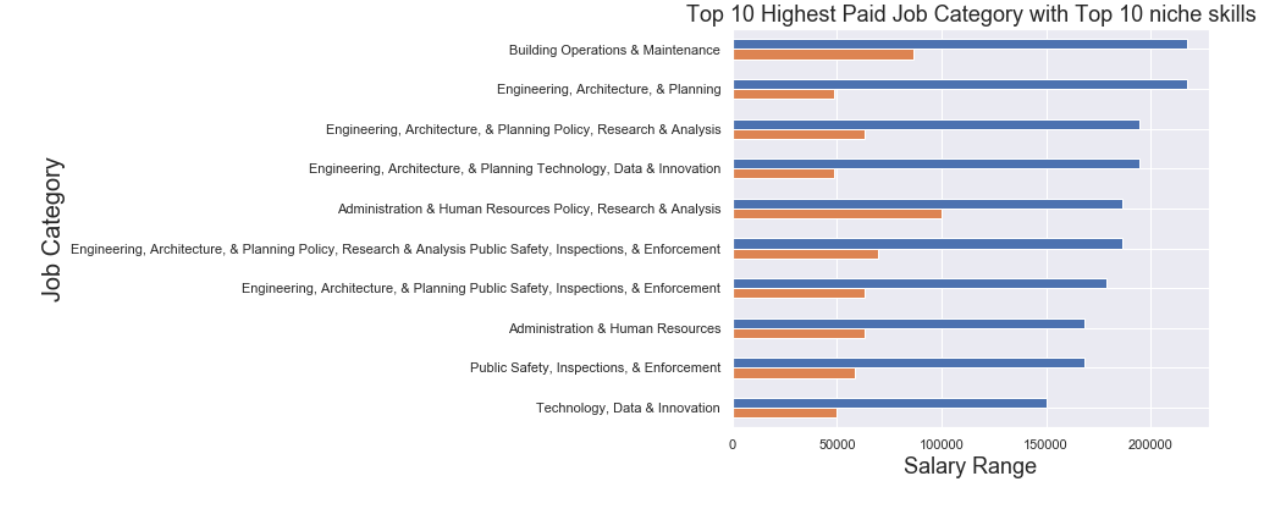 Top 10 Highest Paid Job Category with Top 10 niche skills
Job Category
Building Operations & Maintenance
Engineering, Architecture, & Planning
Engineering, Architecture, & Planning Policy, Research & Analysis
Engineering, Architecture, & Planning Technology, Data & Innovation
Administration & Human Resources Policy, Research & Analysis
Engineering, Architecture, & Planning Policy, Research & Analysis Public Safety, Inspections, & Enforcement
Engineering, Architecture, & Planning Public Safety, Inspections, & Enforcement
Administration & Human Resources
Public Safety, Inspections, & Enforcement
Technology, Data & Innovation
0 50000 100000 150000 200000
Salary Range